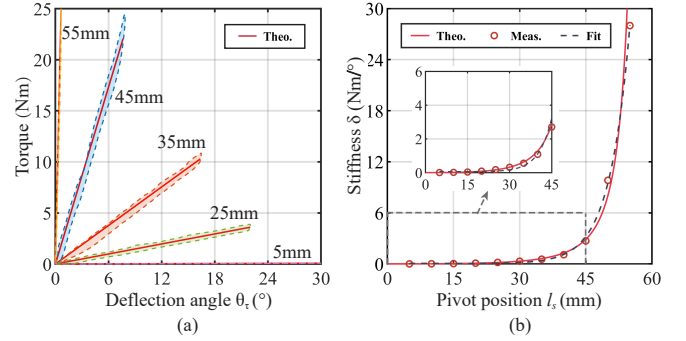 25
20
15
10
5
0
Torque (Nm)
55mm
45mm
35mm
25mm
5mm
Theo.
0 6 12 18 24 30
Deflection angle θτ (°)
(a)
30
24
18
12
6
0
Stiffness δ (Nm/°)
Theo. Meas. Fit
6
4
2
0
0 15 30 45
0 15 30 45 60
Pivot position ls (mm)
(b)